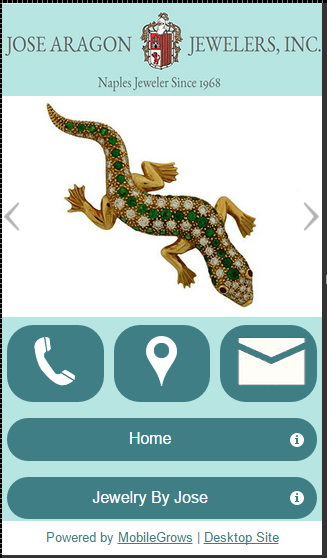 JOSE ARAGON JEWELERS, INC.
Naples Jeweler Since 1968
Home
Jewelry By Jose
Powered by MobileGrows | Desktop Site